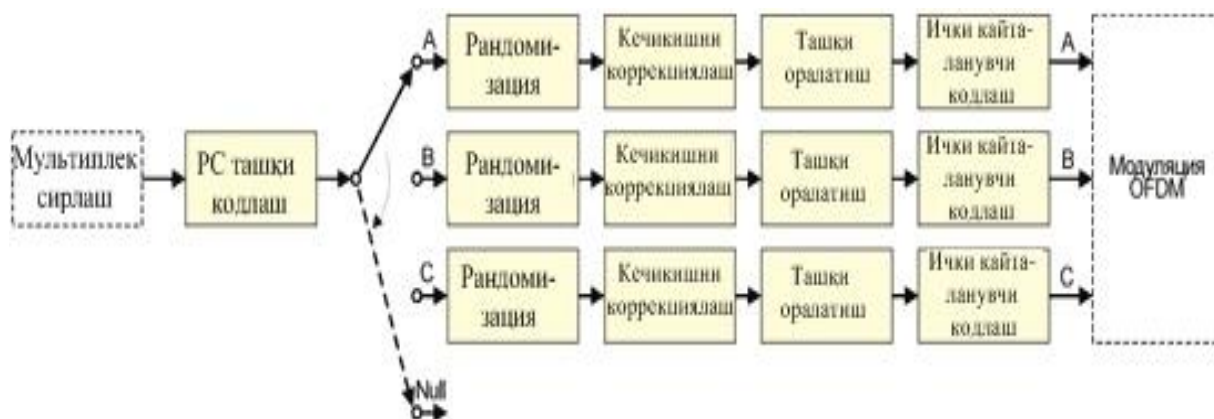 Мультиплек
сирлаш
РС ташки
кодлаш
A
Рандоми-
зация
Кечикишни
коррекциялаш
Ташки
оралатиш
Ички кайта-
ланувчи
кодлаш
A
B
Рандоми-
зация
Кечикишни
коррекциялаш
Ташки
оралатиш
Ички кайта-
ланувчи
кодлаш
B
C
Рандоми-
зация
Кечикишни
коррекциялаш
Ташки
оралатиш
Ички кайта-
ланувчи
кодлаш
C
Null
Модуляция
OFDM